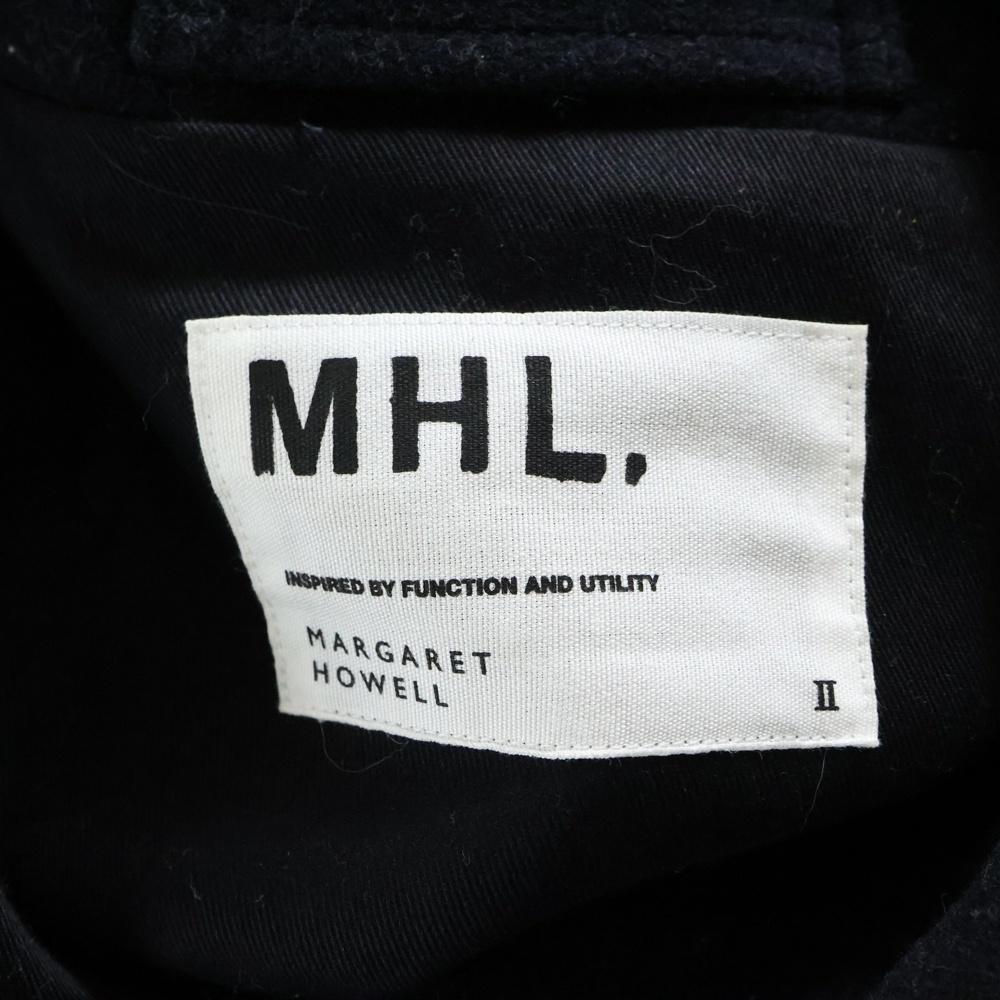 MHL,
INSPIRED BY FUNCTION AND UTILITY
MARGARET
HOWELL
II